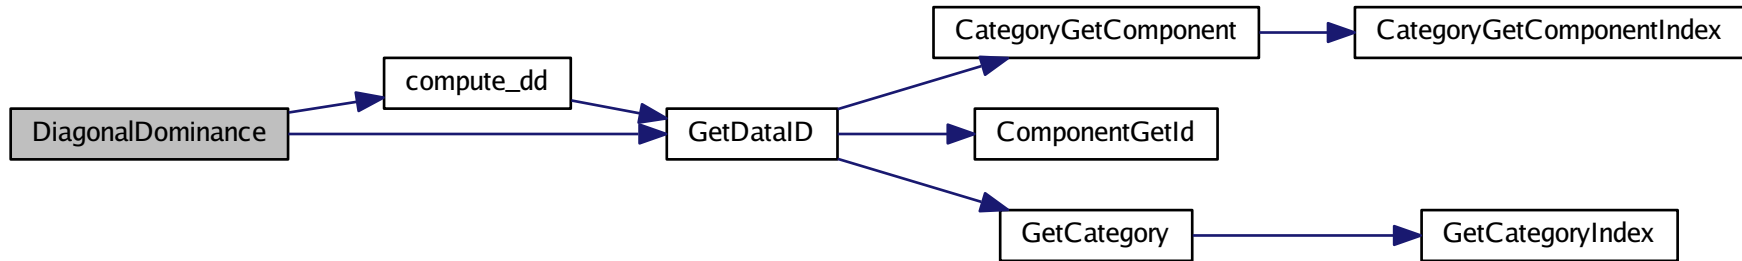 DiagonalDominance
compute_dd
GetDataID
CategoryGetComponent
ComponentGetId
GetCategory
CategoryGetComponentIndex
GetCategoryIndex